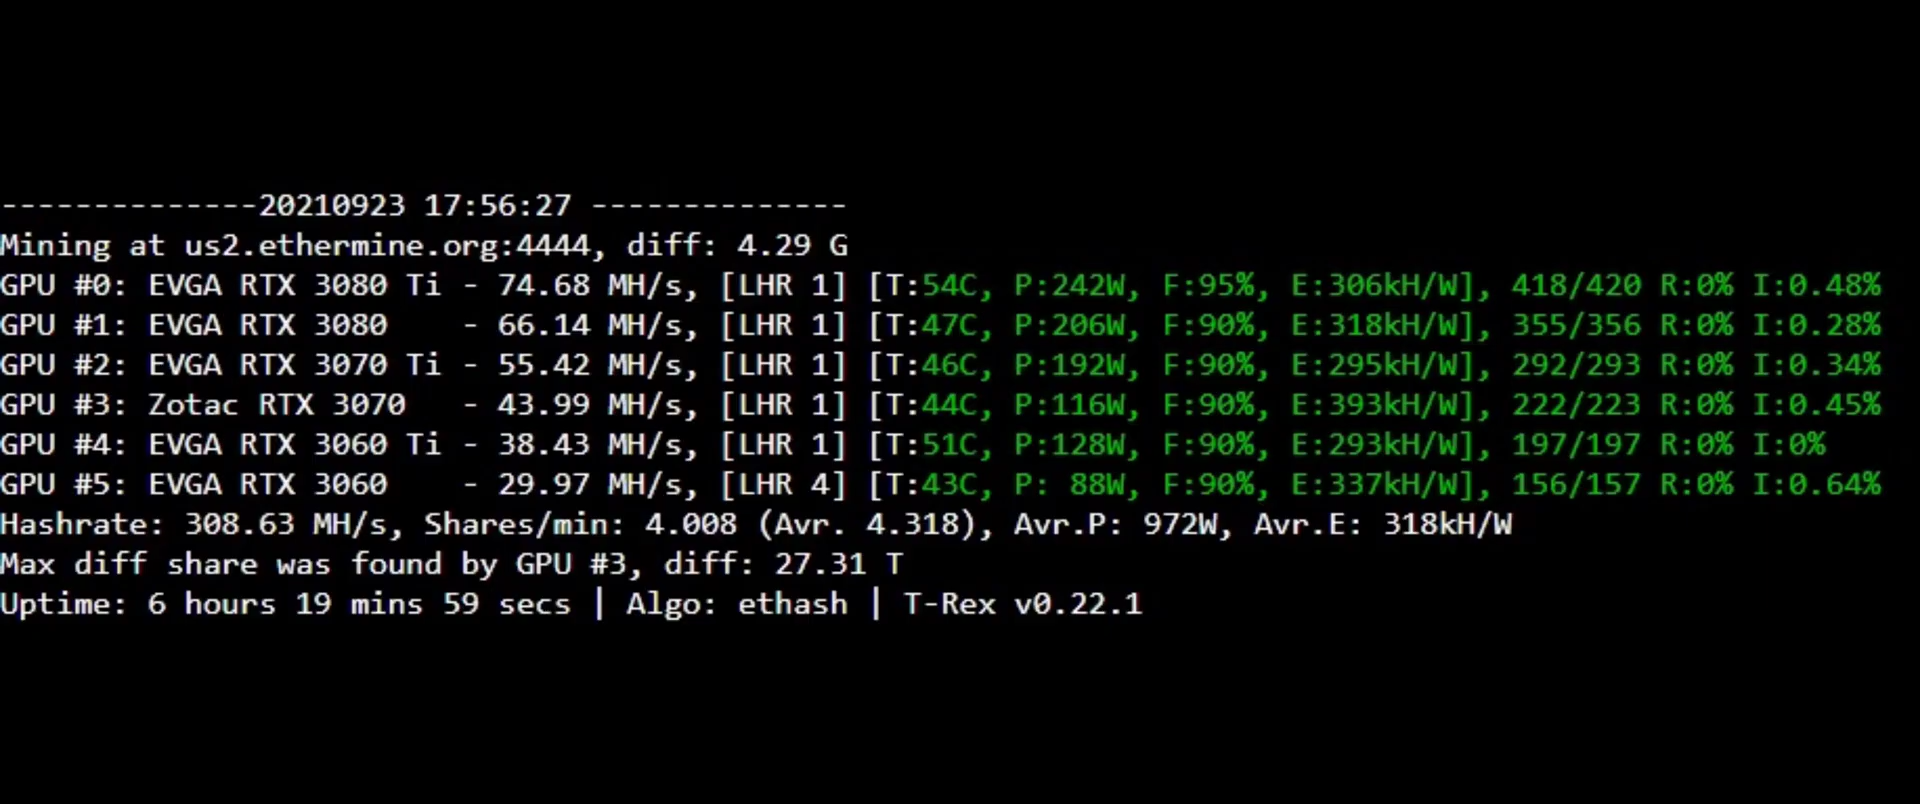 --------------20210923 17:56:27 --------------
Mining at us2.ethermine.org:4444, diff: 4.29 G
GPU #0: EVGA RTX 3080 Ti - 74.68 MH/s, [LHR 1] [T:54C, P:242W, F:95%, E:306kH/W], 418/420 R:0% I:0.48%
GPU #1: EVGA RTX 3080    - 66.14 MH/s, [LHR 1] [T:47C, P:206W, F:90%, E:318kH/W], 355/356 R:0% I:0.28%
GPU #2: EVGA RTX 3070 Ti - 55.42 MH/s, [LHR 1] [T:46C, P:192W, F:90%, E:295kH/W], 292/293 R:0% I:0.34%
GPU #3: Zotac RTX 3070   - 43.99 MH/s, [LHR 1] [T:44C, P:116W, F:90%, E:393kH/W], 222/223 R:0% I:0.45%
GPU #4: EVGA RTX 3060 Ti - 38.43 MH/s, [LHR 1] [T:51C, P:128W, F:90%, E:293kH/W], 197/197 R:0% I:0%
GPU #5: EVGA RTX 3060    - 29.97 MH/s, [LHR 4] [T:43C, P: 88W, F:90%, E:337kH/W], 156/157 R:0% I:0.64%
Hashrate: 308.63 MH/s, Shares/min: 4.008 (Avr. 4.318), Avr.P: 972W, Avr.E: 318kH/W
Max diff share was found by GPU #3, diff: 27.31 T
Uptime: 6 hours 19 mins 59 secs | Algo: ethash | T-Rex v0.22.1